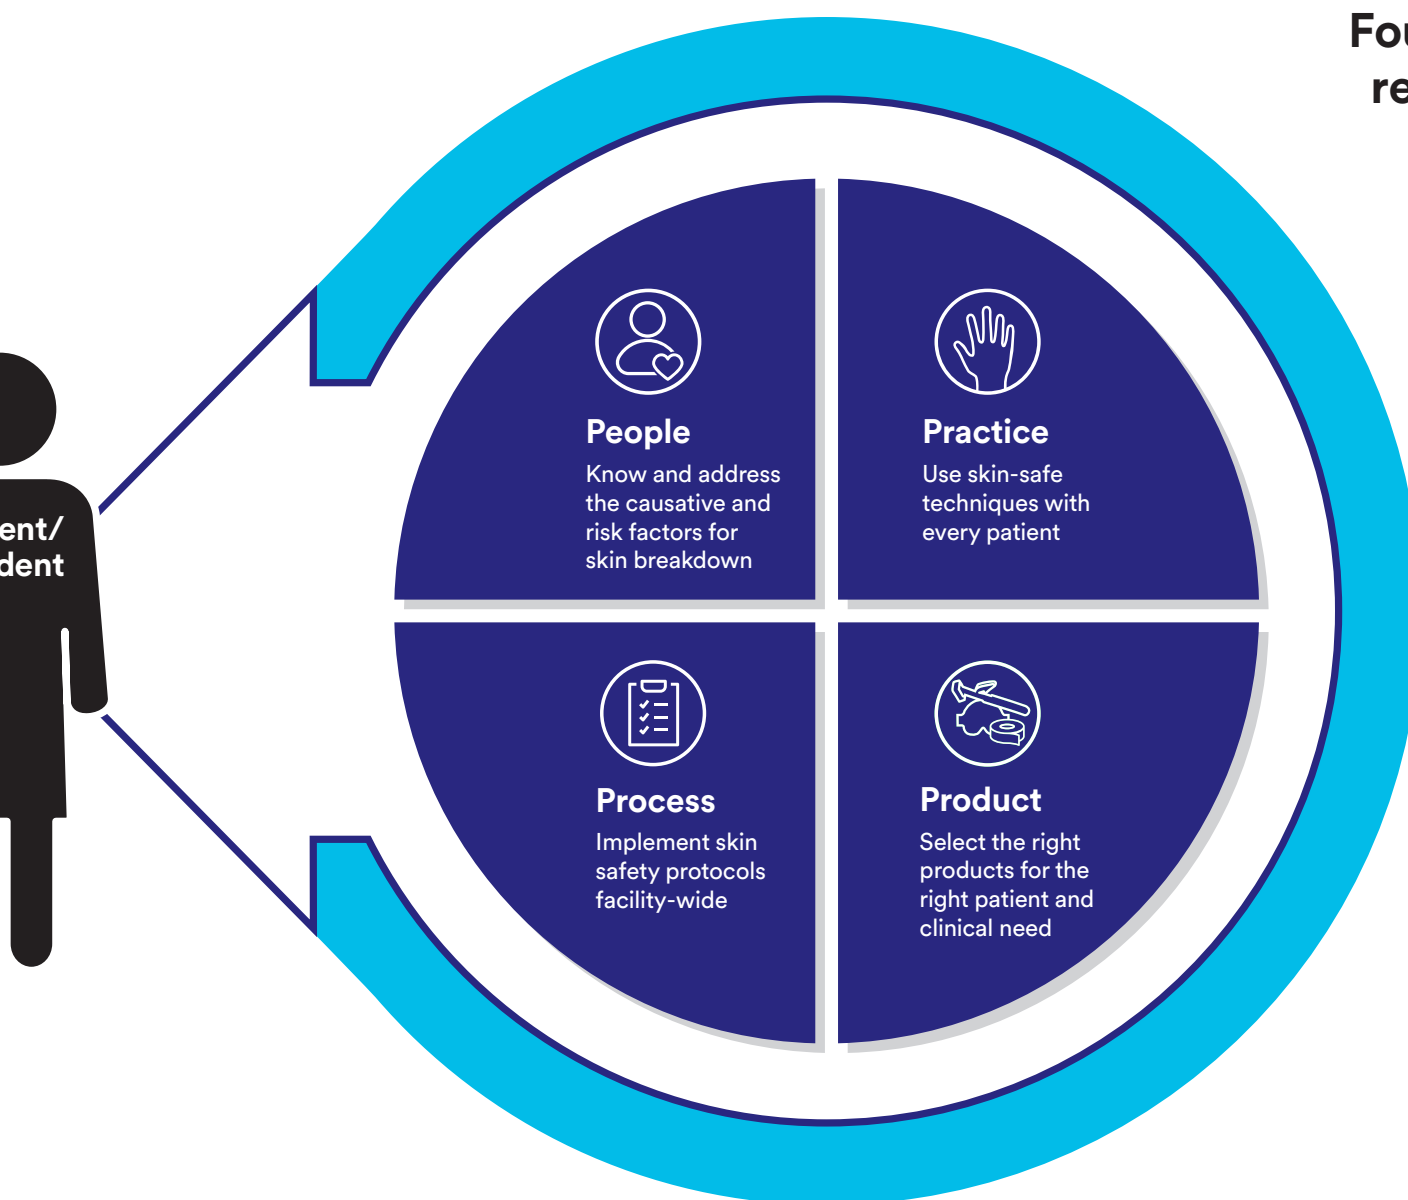 Fou
re
ent/
dent
People
Know and address
the causative and
risk factors for
skin breakdown
Practice
Use skin-safe
techniques with
every patient
Process
Implement skin
safety protocols
facility-wide
Product
Select the right
products for the
right patient and
clinical need